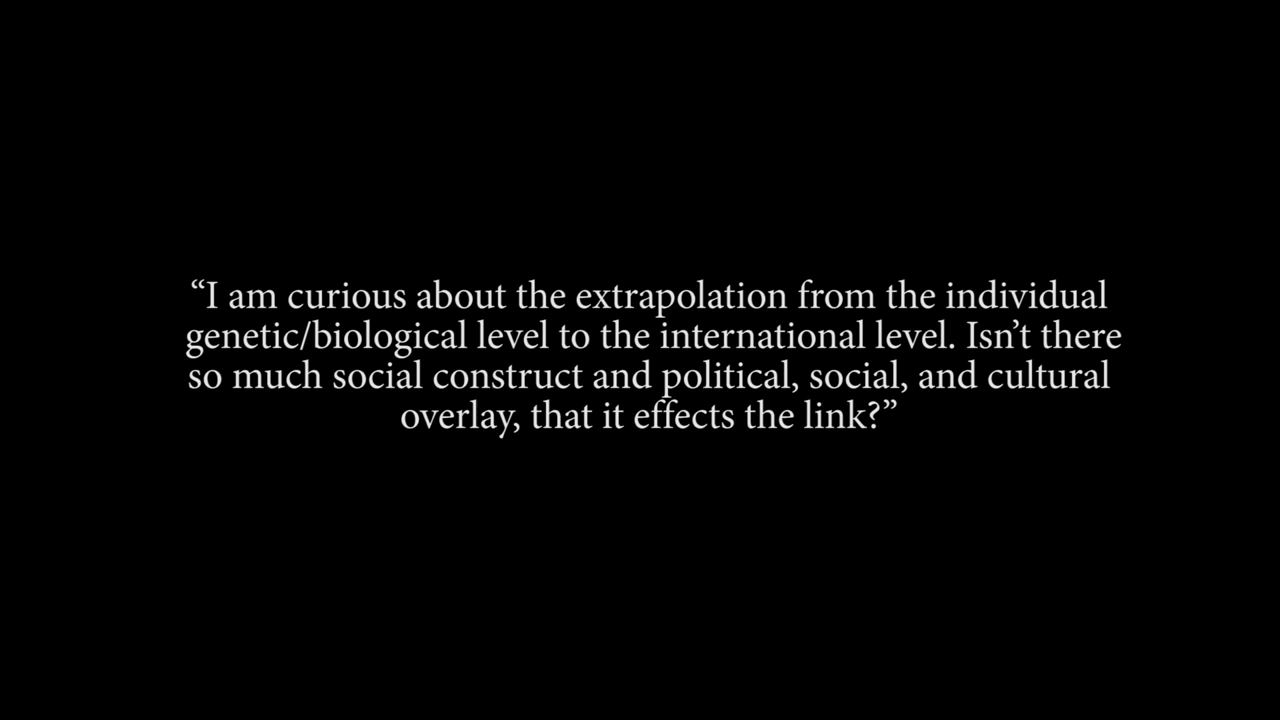 “I am curious about the extrapolation from the individual
genetic/biological level to the international level. Isn’t there
so much social construct and political, social, and cultural
overlay, that it effects the link?”